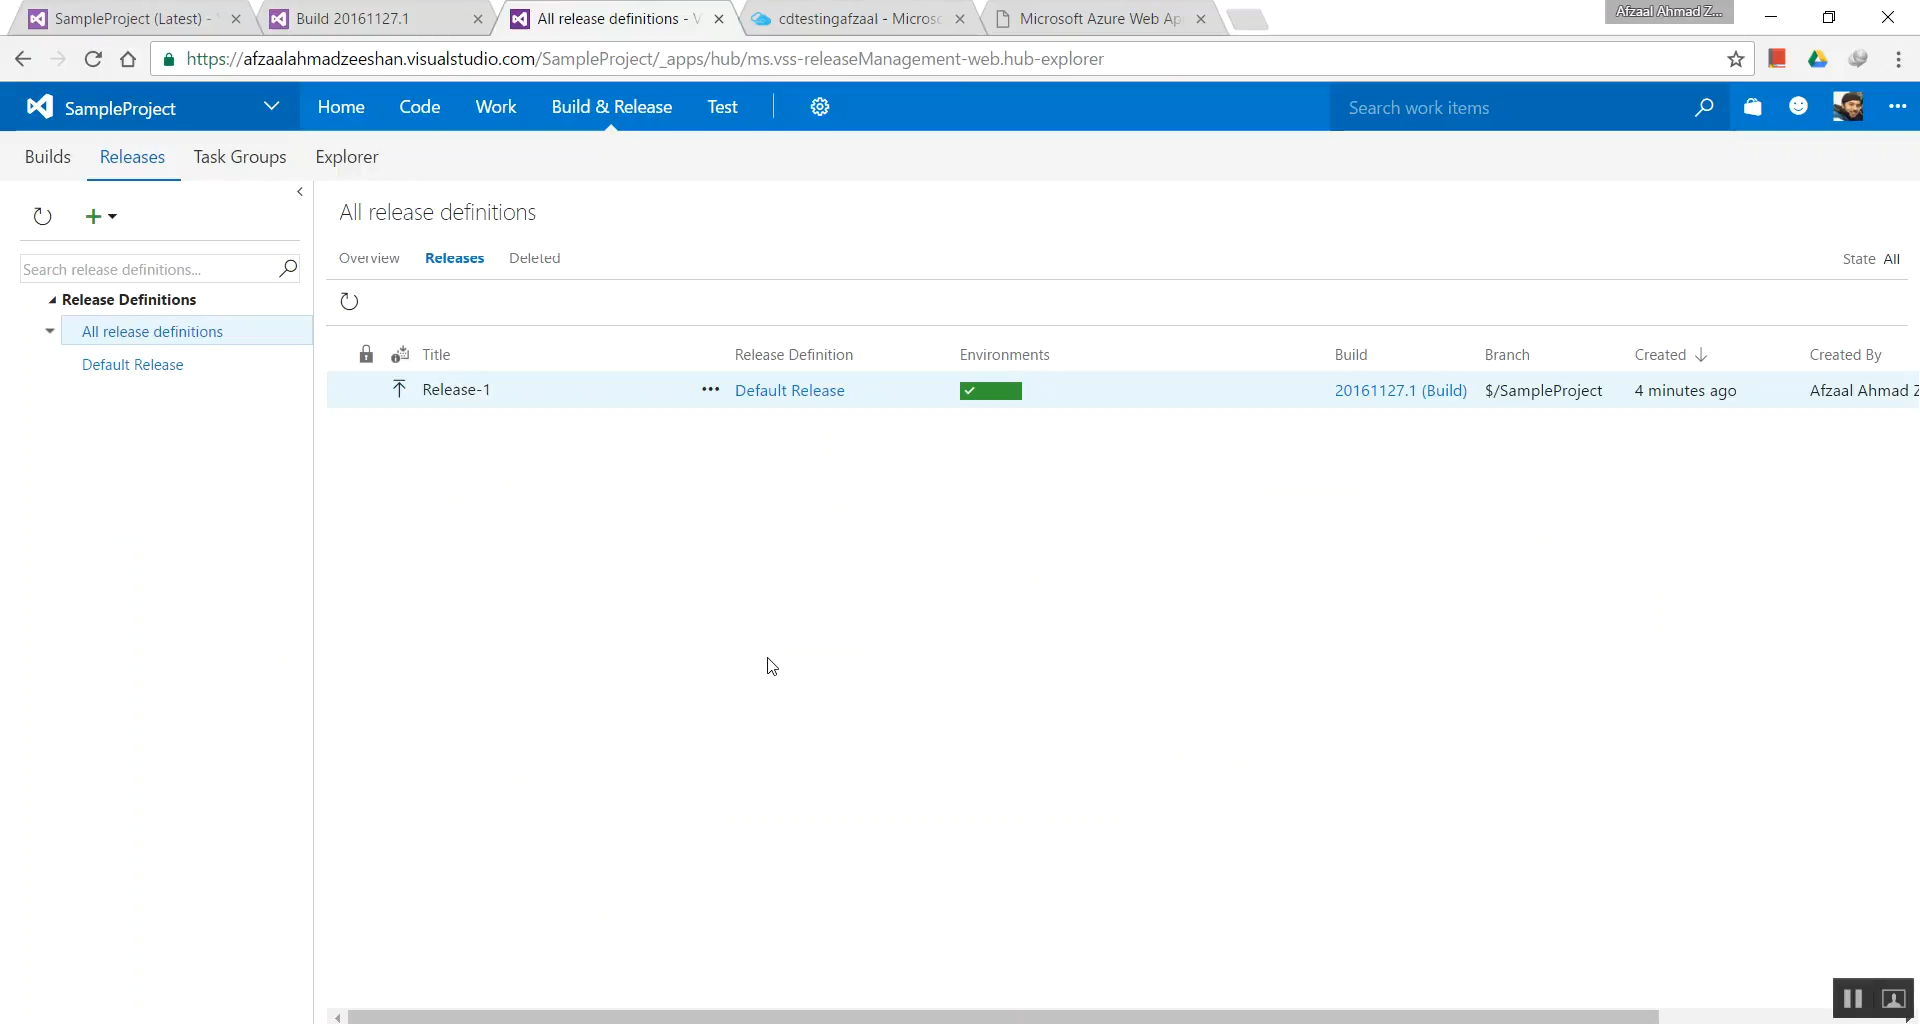 SampleProject (Latest) -
Build 20161127.1
All release definitions - V
cdtestingafzaal - Microso
Microsoft Azure Web Ap
Afzaal Ahmad Z...
https://afzaalahmadzeeshan.visualstudio.com/SampleProject/_apps/hub/ms.vss-releaseManagement-web.hub-explorer
SampleProject
Home
Code
Work
Build & Release
Test
Search work items
Builds
Releases
Task Groups
Explorer
Search release definitions...
Release Definitions
All release definitions
Default Release
All release definitions
Overview
Releases
Deleted
State All
Title
Release Definition
Environments
Build
Branch
Created
Created By
Release-1
Default Release
20161127.1 (Build)
$/SampleProject
4 minutes ago
Afzaal Ahmad Z